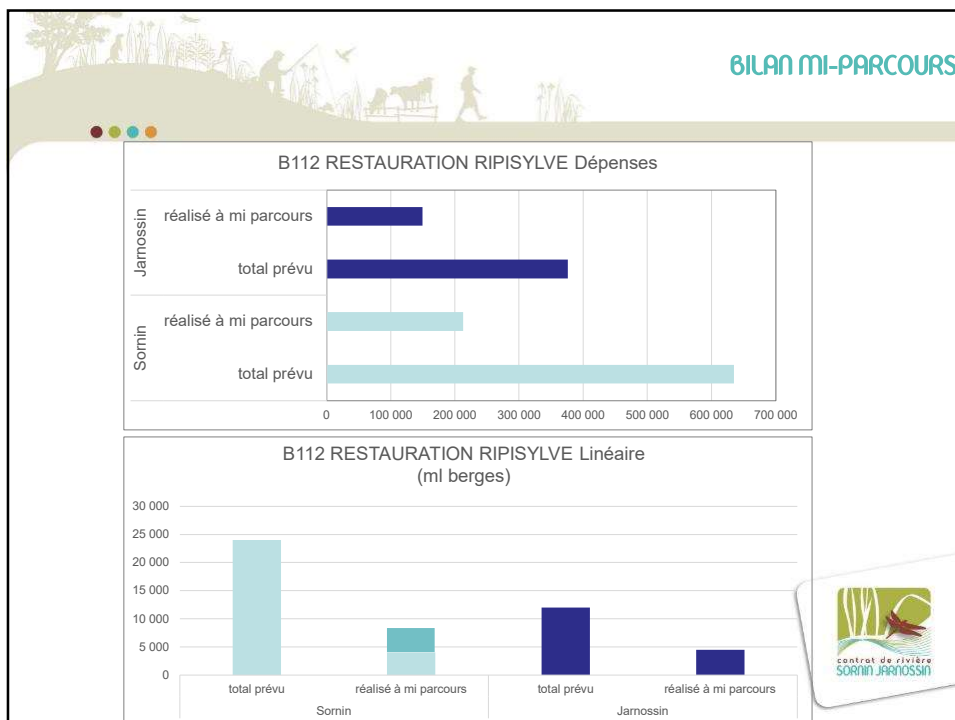 BILAN MI-PARCOURS
B112 RESTAURATION RIPISYLVE Dépenses
Jarnossin
réalisé à mi parcours
total prévu
Sornin
réalisé à mi parcours
total prévu
0 100 000 200 000 300 000 400 000 500 000 600 000 700 000
B112 RESTAURATION RIPISYLVE Linéaire
(ml berges)
30 000
25 000
20 000
15 000
10 000
5 000
0
total prévu réalisé à mi parcours total prévu réalisé à mi parcours
Sornin Jarnossin
contrat de rivière
SORNIN JARNOSSIN